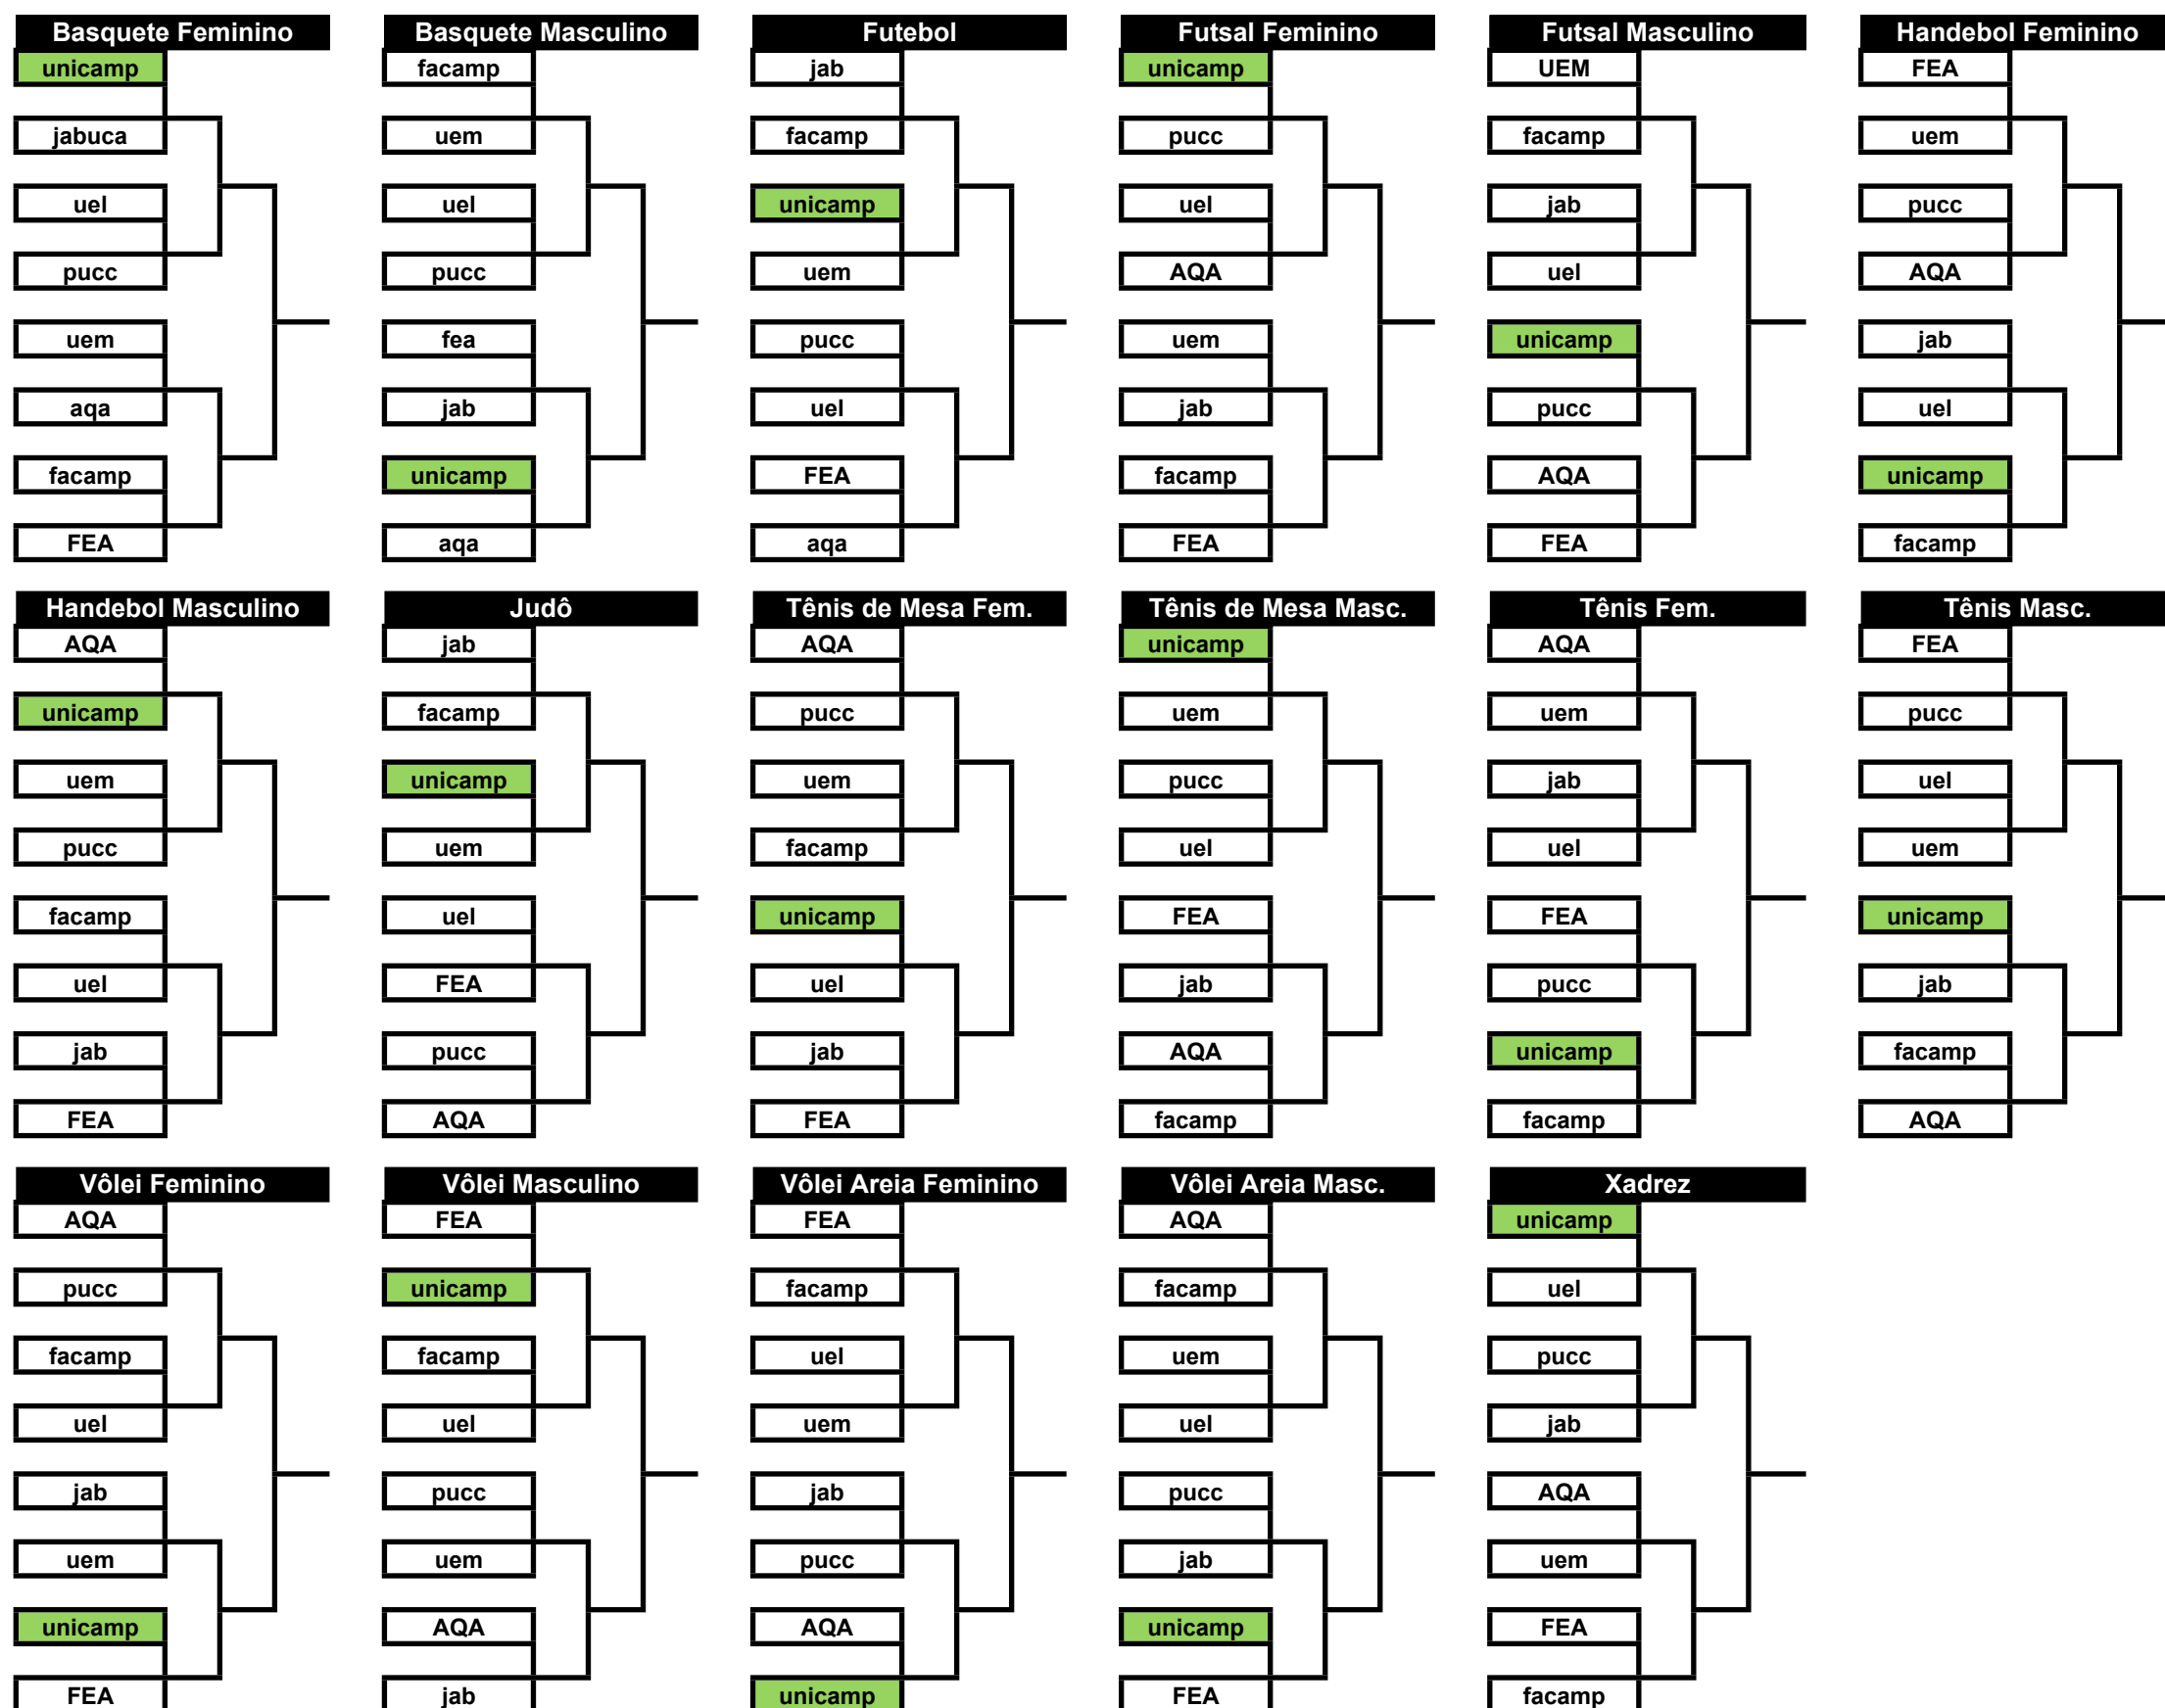 Basquete Feminino
unicamp
jabuca
uel
pucc
uem
aqa
facamp
FEA
Basquete Masculino
facamp
uem
uel
pucc
fea
jab
unicamp
aqa
Futebol
jab
facamp
unicamp
uem
pucc
uel
FEA
aqa
Futsal Feminino
unicamp
pucc
uel
AQA
uem
jab
facamp
FEA
Futsal Masculino
UEM
facamp
jab
uel
unicamp
pucc
AQA
FEA
Handebol Feminino
FEA
uem
pucc
AQA
jab
uel
unicamp
facamp
Handebol Masculino
AQA
unicamp
uem
pucc
facamp
uel
jab
FEA
Judô
jab
facamp
unicamp
uem
uel
FEA
pucc
AQA
Tênis de Mesa Fem.
AQA
pucc
uem
facamp
unicamp
uel
jab
FEA
Tênis de Mesa Masc.
unicamp
uem
pucc
uel
FEA
jab
AQA
facamp
Tênis Fem.
AQA
uem
jab
uel
FEA
pucc
unicamp
facamp
Tênis Masc.
FEA
pucc
uel
uem
unicamp
jab
facamp
AQA
Vôlei Feminino
AQA
pucc
facamp
uel
jab
uem
unicamp
FEA
Vôlei Masculino
FEA
unicamp
facamp
uel
pucc
uem
AQA
jab
Vôlei Areia Feminino
FEA
facamp
uel
uem
jab
pucc
AQA
unicamp
Vôlei Areia Masc.
AQA
facamp
uem
uel
pucc
jab
unicamp
FEA
Xadrez
unicamp
uel
pucc
jab
AQA
uem
FEA
facamp